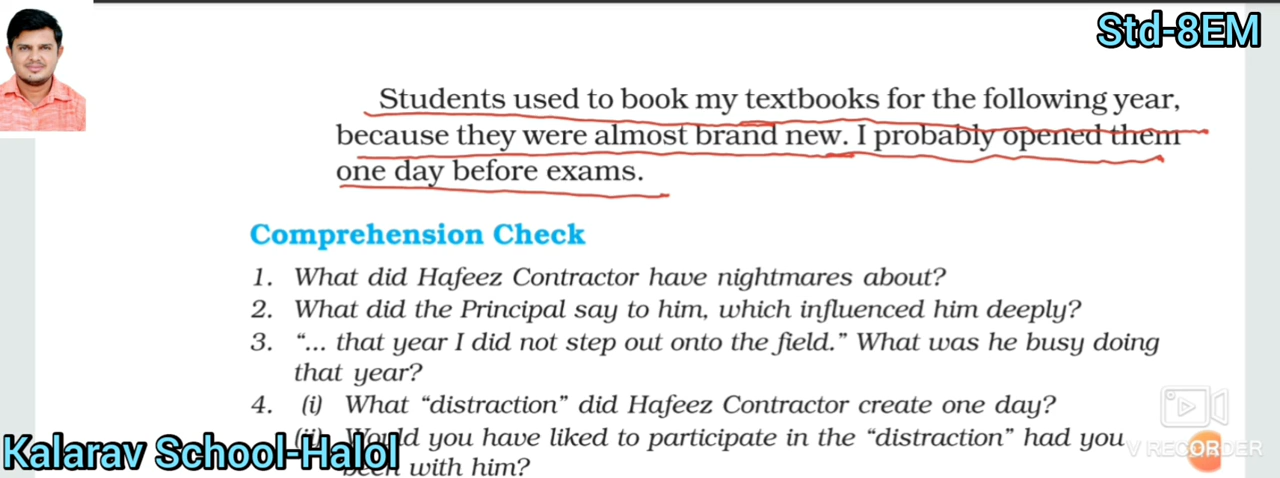 Std-8EM
Students used to book my textbooks for the following year,
because they were almost brand new. I probably opened them
one day before exams.
Comprehension Check
1. What did Hafeez Contractor have nightmares about?
2. What did the Principal say to him, which influenced him deeply?
3. “... that year I did not step out onto the field.” What was he busy doing
that year?
4. (i) What “distraction” did Hafeez Contractor create one day?
(ii) Would you have liked to participate in the “distraction” had you
been with him?
Kalarav School-Halol
V RECORDER